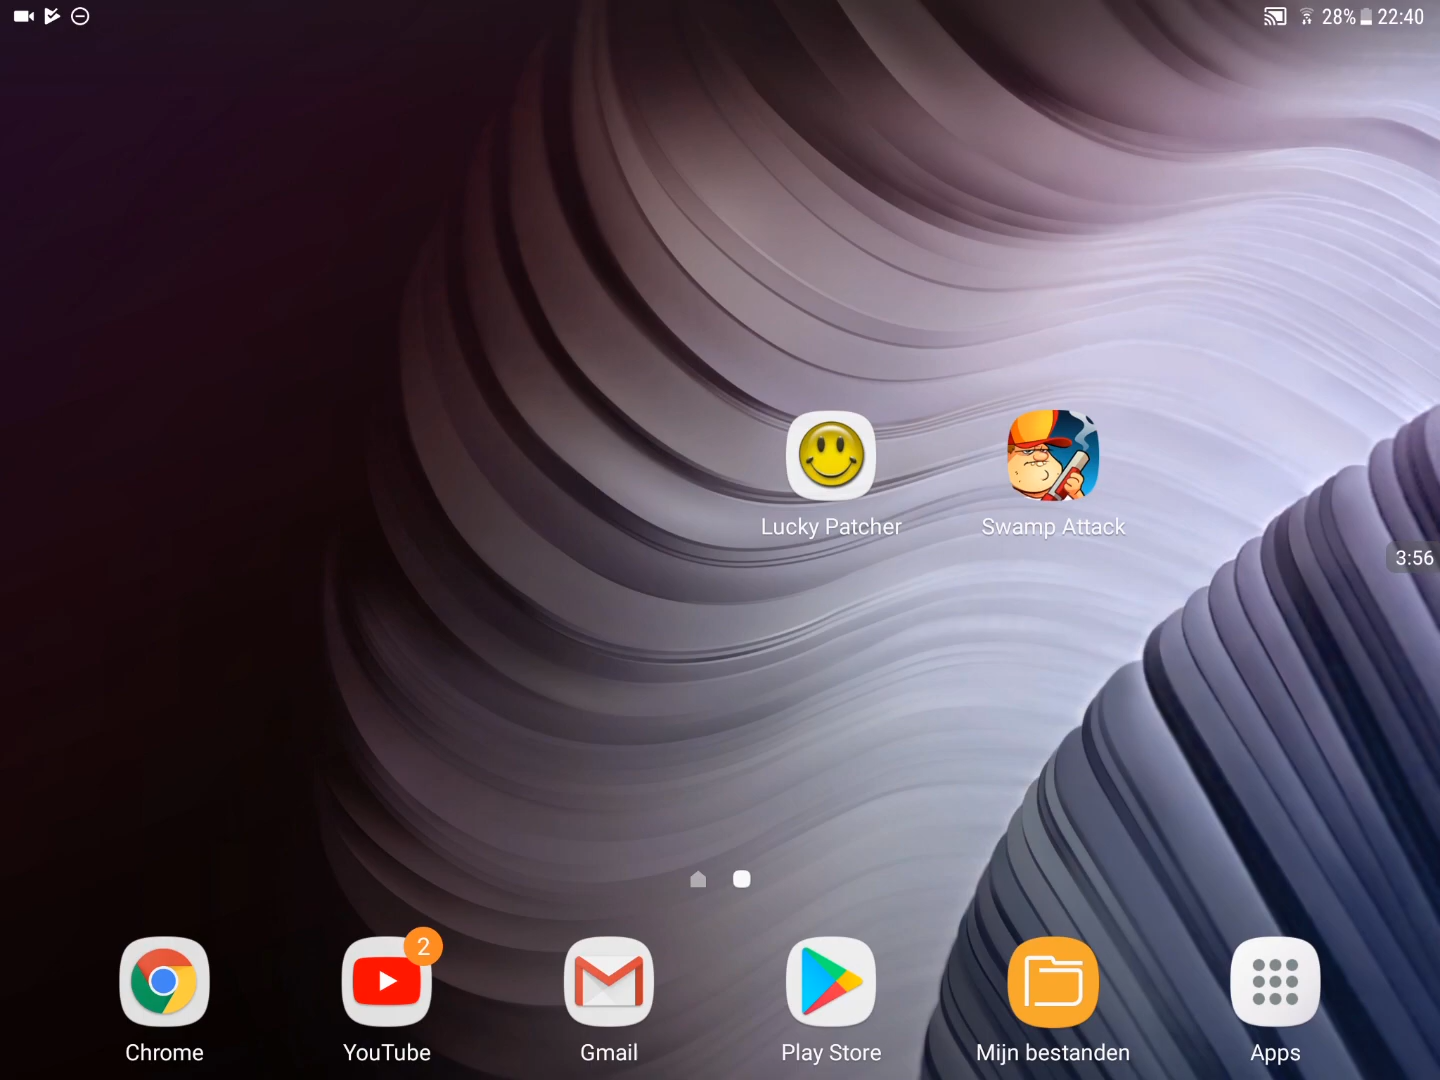 28% 22:40
Lucky Patcher
Swamp Attack
3:56
2
Chrome
YouTube
Gmail
Play Store
Mijn bestanden
Apps